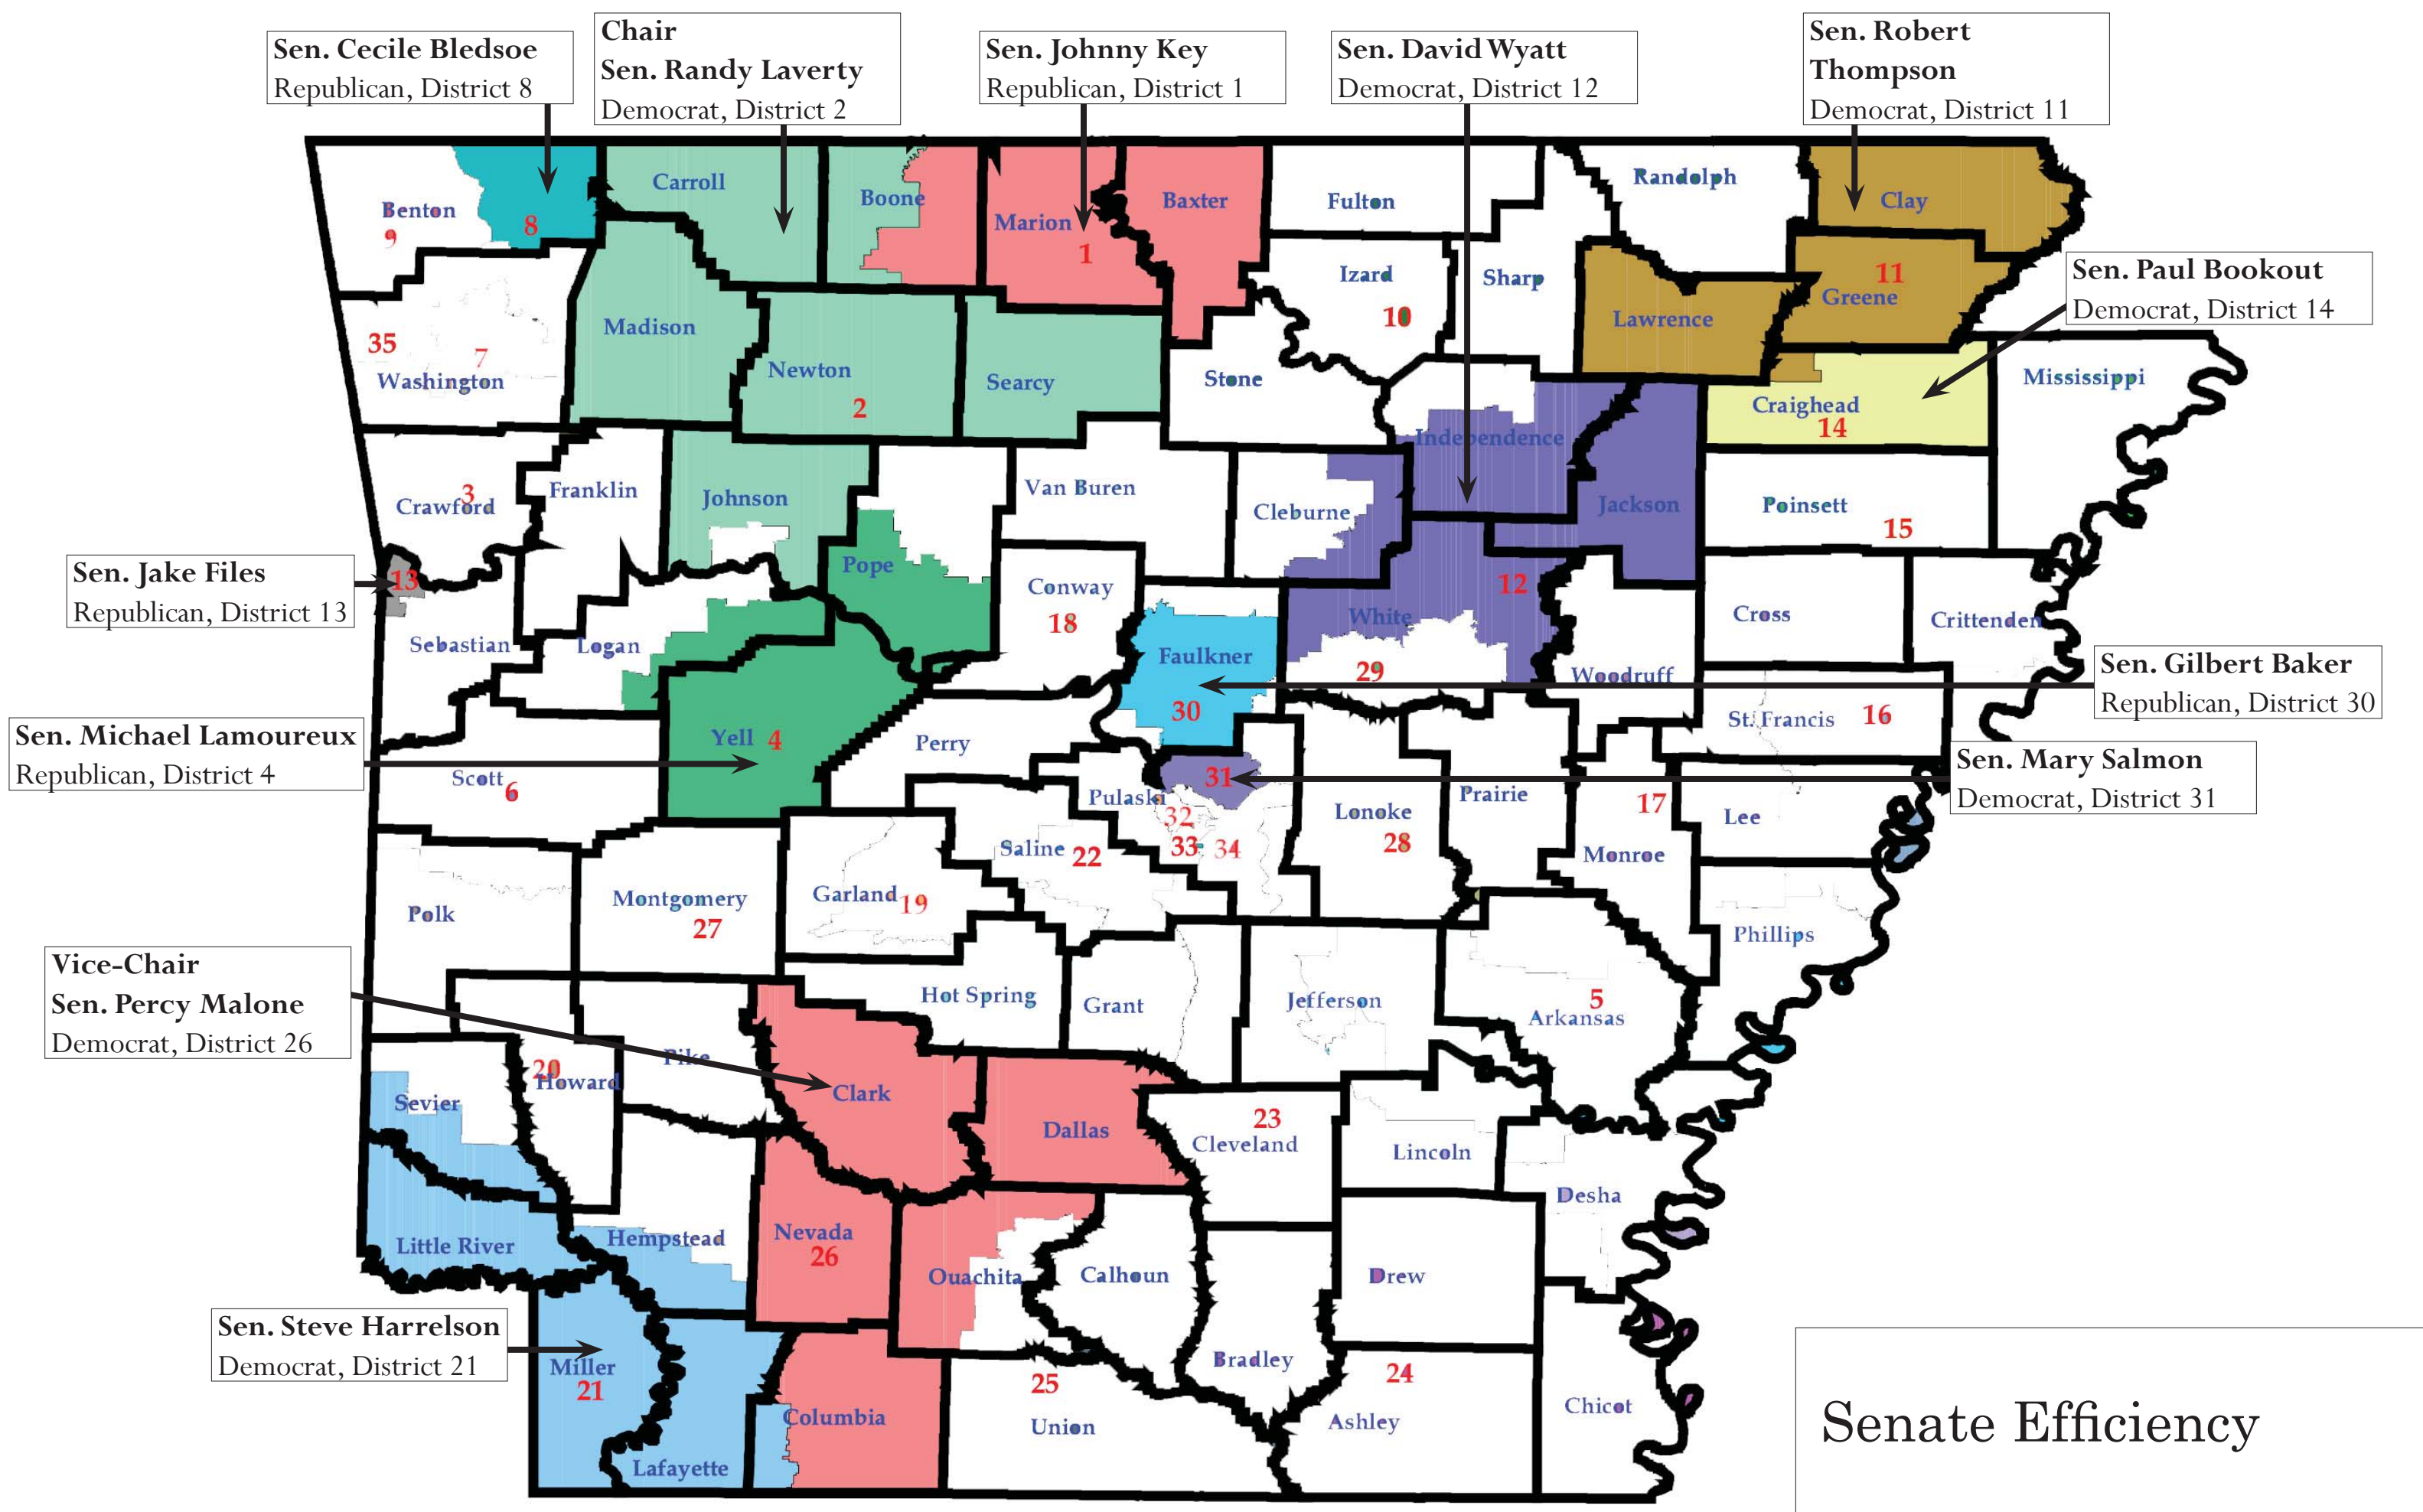 Sen. Cecile Bledsoe
Republican, District 8
Chair
Sen. Randy Laverty
Democrat, District 2
Sen. Johnny Key
Republican, District 1
Sen. David Wyatt
Democrat, District 12
Sen. Robert
Thompson
Democrat, District 11
Sen. Paul Bookout
Democrat, District 14
Sen. Jake Files
Republican, District 13
Sen. Gilbert Baker
Republican, District 30
Sen. Michael Lamoureux
Republican, District 4
Sen. Mary Salmon
Democrat, District 31
Vice-Chair
Sen. Percy Malone
Democrat, District 26
Sen. Steve Harrelson
Democrat, District 21
Benton
9
8
Carroll
Boone
Marion
1
Baxter
Fulton
Randolph
Clay
Izard
10
Sharp
11
Greene
Lawrence
35
7
Washington
Madison
Newton
2
Searcy
Stone
Independence
Craighead
14
Mississippi
3
Crawford
Franklin
Johnson
Van Buren
Cleburne
Jackson
Poinsett
15
13
Pope
Conway
18
12
White
29
Cross
Crittenden
Sebastian
Logan
Faulkner
30
Woodruff
St. Francis
16
Yell
4
Perry
Scott
6
31
Pulaski
32
33
34
Lonoke
28
Prairie
17
Lee
Monroe
Saline
22
Polk
Montgomery
27
Garland
19
Phillips
Hot Spring
Grant
Jefferson
5
Arkansas
20
Howard
Pike
Clark
Sevier
Dallas
23
Cleveland
Lincoln
Desha
Little River
Hempstead
Nevada
26
Ouachita
Calhoun
Drew
Miller
21
Bradley
24
Ashley
25
Union
Columbia
Lafayette
Chicot
Senate Efficiency